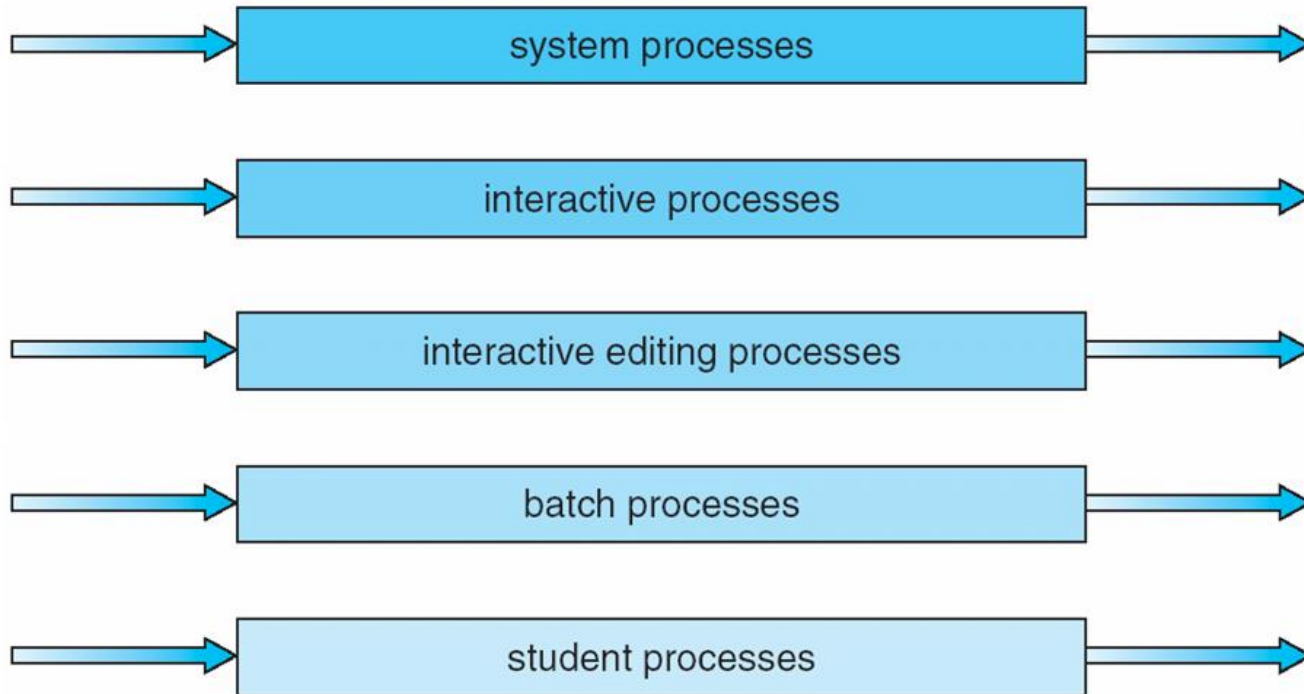 system processes
interactive processes
interactive editing processes
batch processes
student processes